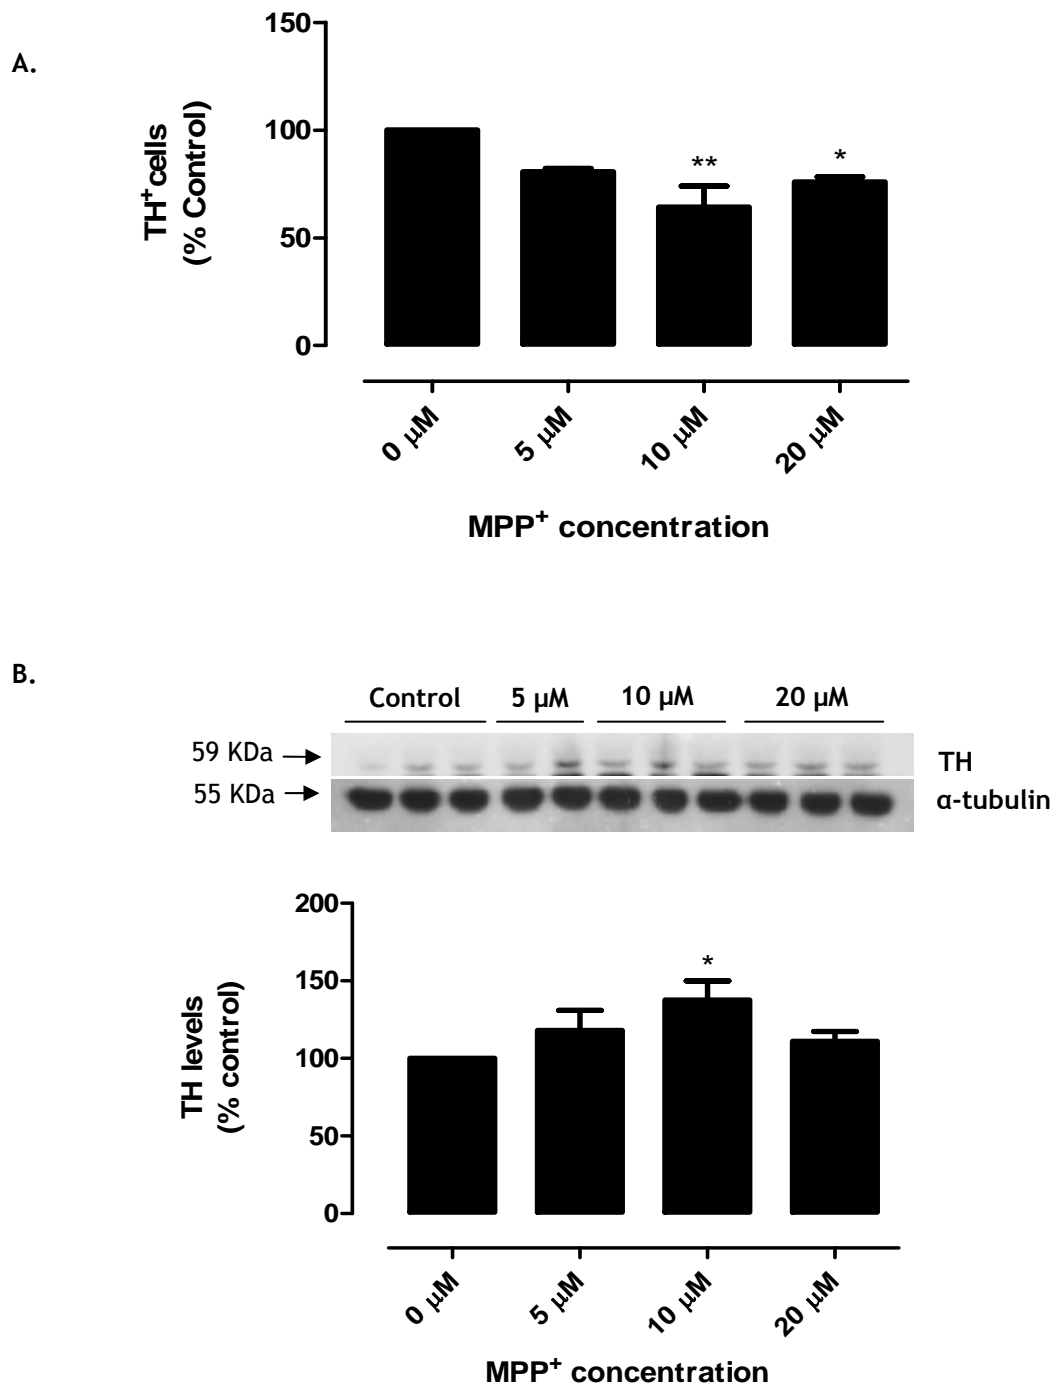 A.
150
100
50
0
TH⁺cells
(% Control)
**
*
0 µM
5 µM
10 µM
20 µM
MPP⁺ concentration
B.
Control
5 µM
10 µM
20 µM
59 KDa
TH
55 KDa
α-tubulin
200
150
100
50
0
TH levels
(% control)
*
0 µM
5 µM
10 µM
20 µM
MPP⁺ concentration